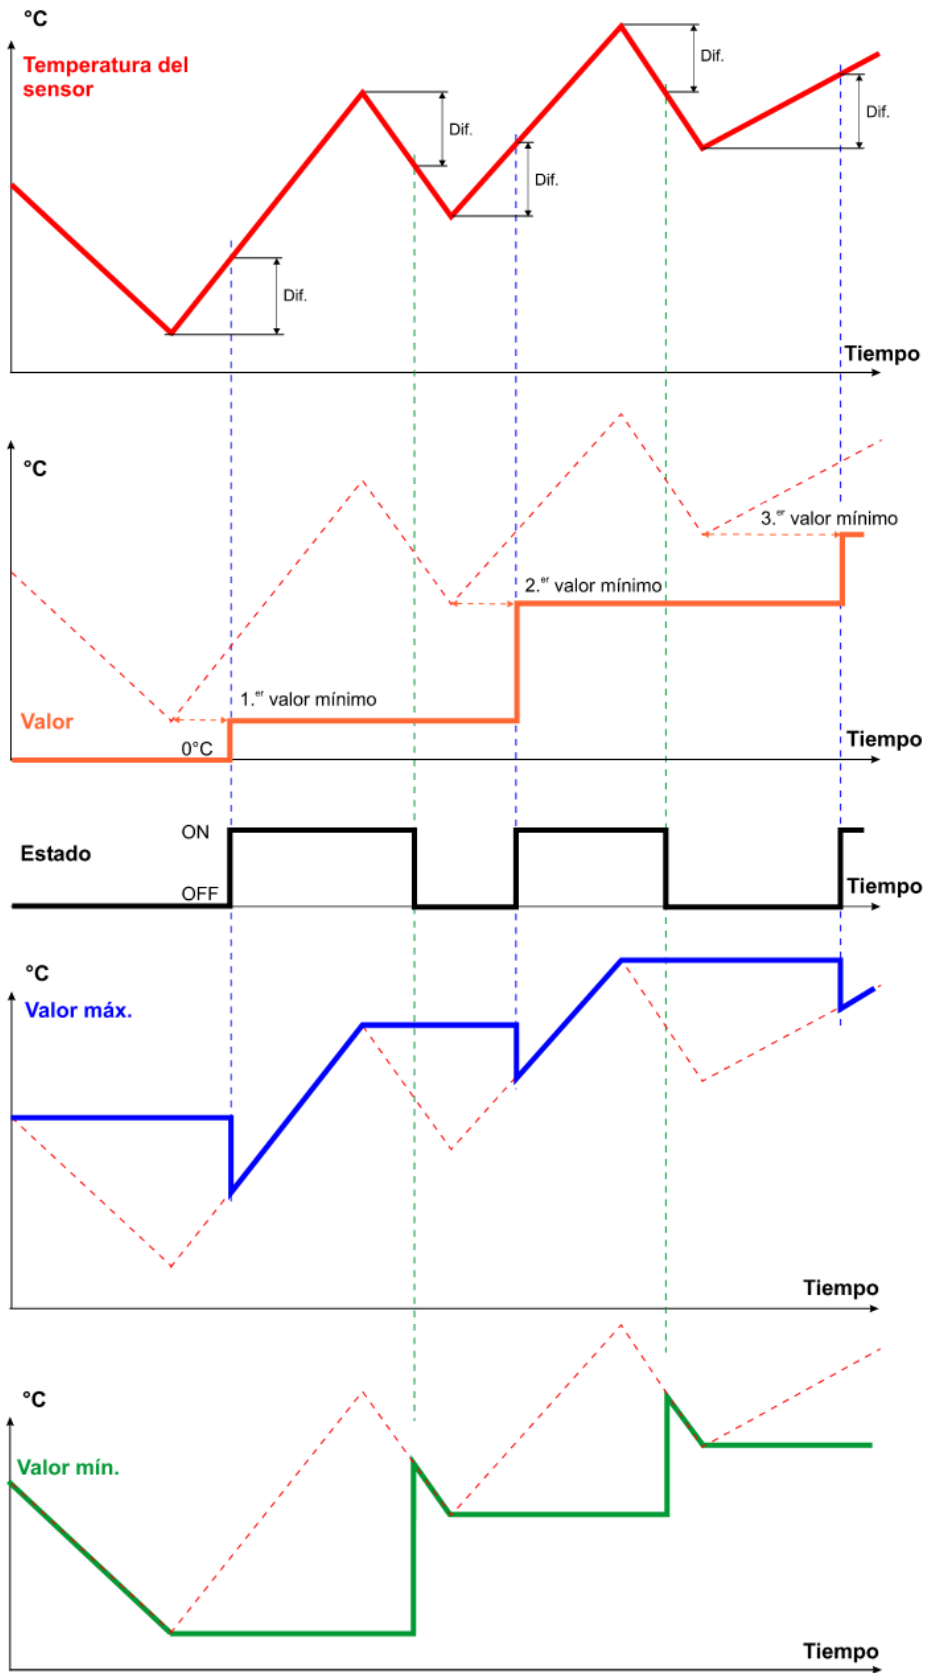 °C
Temperatura del
sensor
Dif.
Dif.
Dif.
Dif.
Dif.
Tiempo
°C
3.er valor mínimo
2.er valor mínimo
1.er valor mínimo
Valor
0°C
Tiempo
ON
Estado
OFF
Tiempo
°C
Valor máx.
Tiempo
°C
Valor mín.
Tiempo